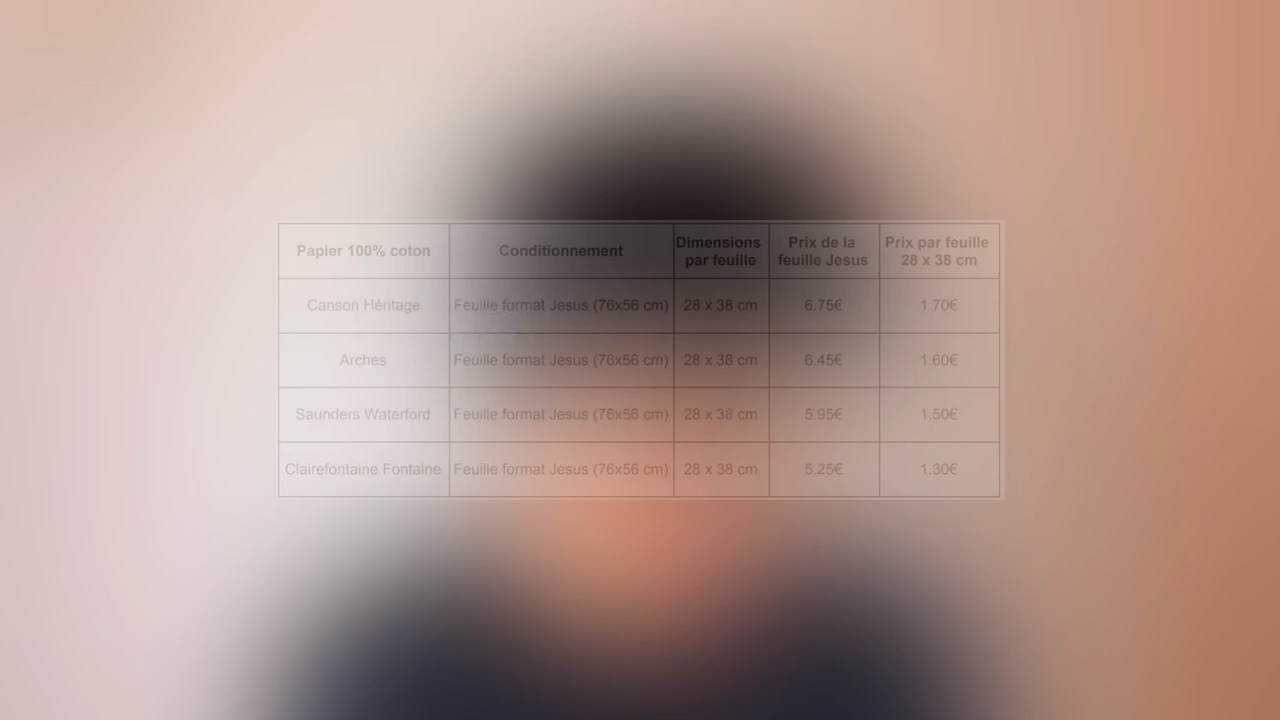 Papier 100% coton Conditionnement Dimensions par feuille Prix de la feuille Jesus Prix par feuille 28 x 38 cm
Canson Héritage Feuille format Jesus (76x56 cm) 28 x 38 cm 6.75€ 1.70€
Arches Feuille format Jesus (76x56 cm) 28 x 38 cm 6.45€ 1.60€
Saunders Waterford Feuille format Jesus (76x56 cm) 28 x 38 cm 5.95€ 1.50€
Clairefontaine Fontaine Feuille format Jesus (76x56 cm) 28 x 38 cm 5.25€ 1.30€